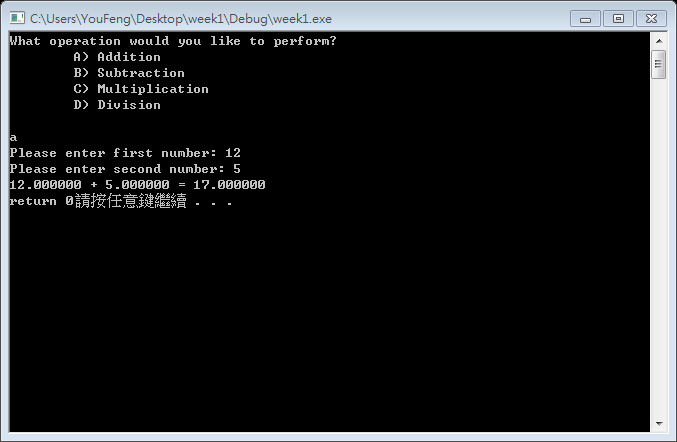 C:\Users\YouFeng\Desktop\week1\Debug\week1.exe
What operation would you like to perform?
A) Addition
B) Subtraction
C) Multiplication
D) Division
a
Please enter first number: 12
Please enter second number: 5
12.000000 + 5.000000 = 17.000000
return 0請按任意鍵繼續 . . .